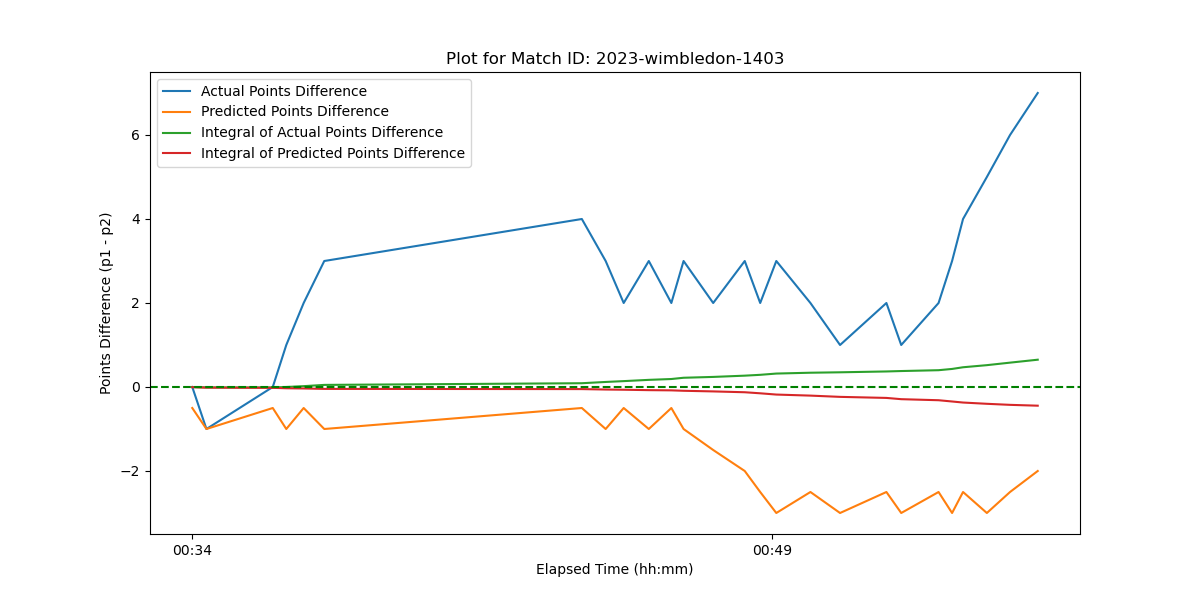 Plot for Match ID: 2023-wimbledon-1403
Actual Points Difference
Predicted Points Difference
Integral of Actual Points Difference
Integral of Predicted Points Difference
Points Difference (p1 - p2)
6
4
2
0
−2
00:34
00:49
Elapsed Time (hh:mm)